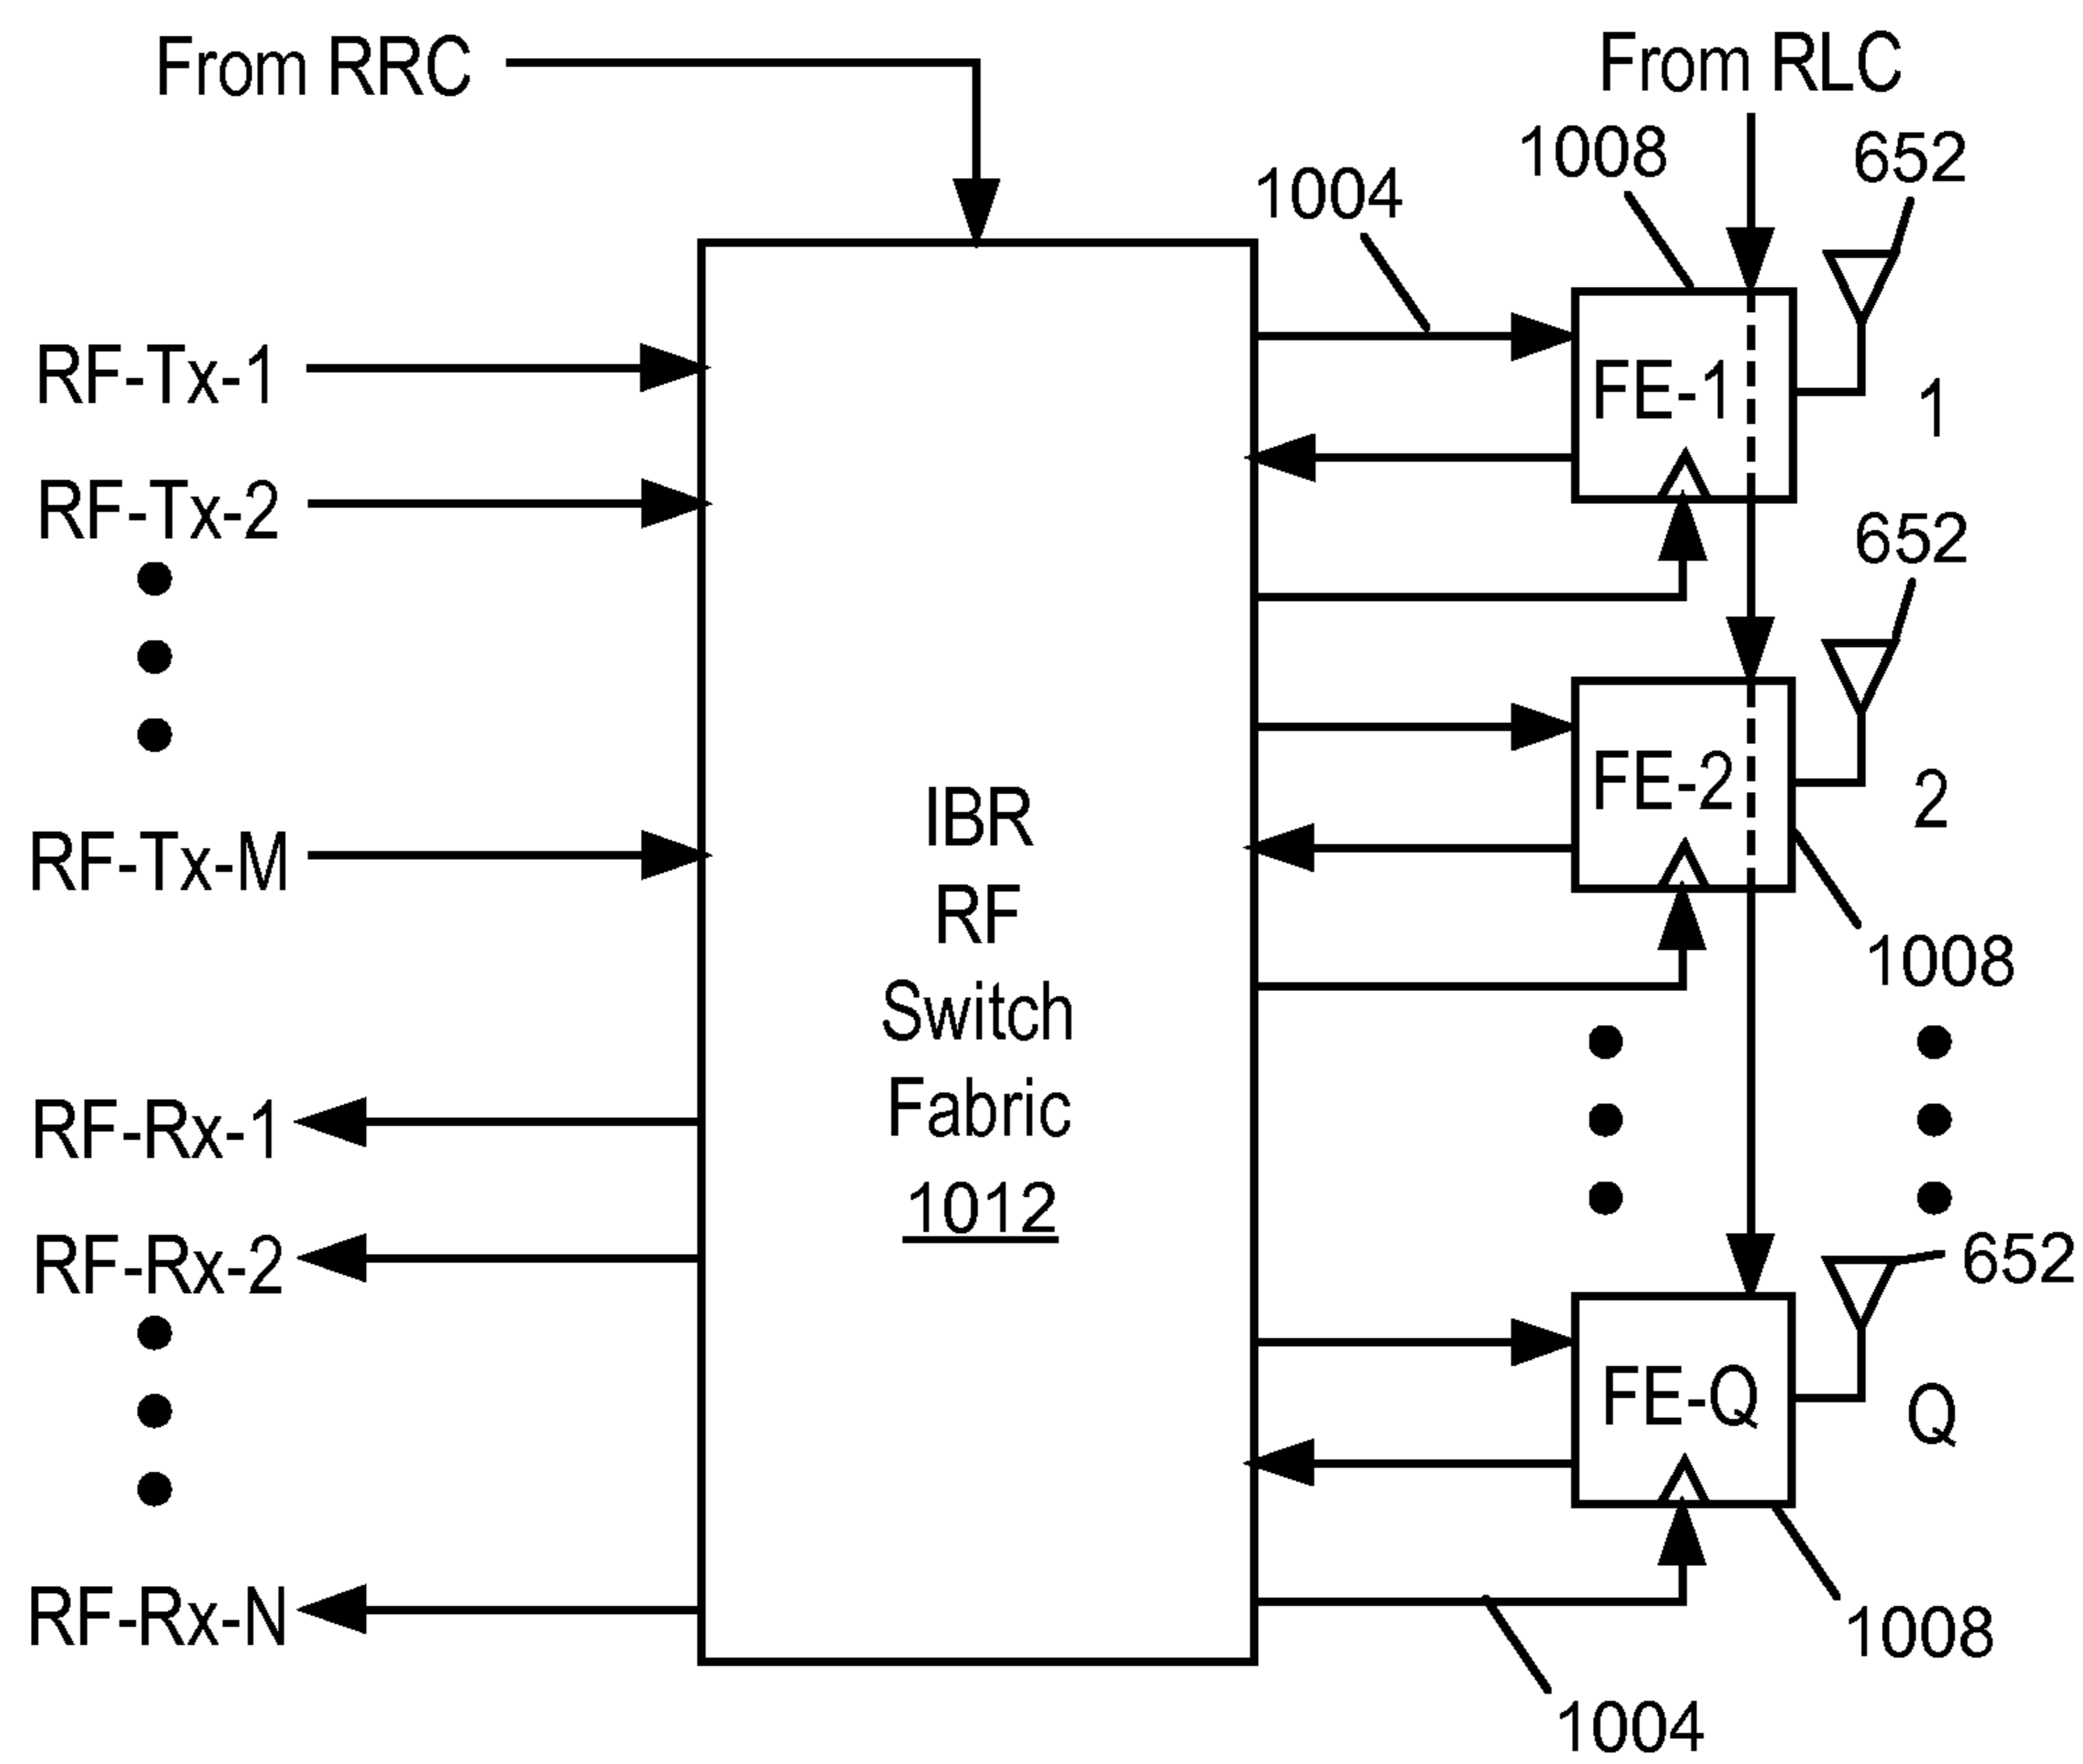 From RRC
From RLC
1008
652
1004
RF-Tx-1
FE-1
1
RF-Tx-2
652
FE-2
2
RF-Tx-M
IBR
RF
Switch
Fabric
1012
1008
RF-Rx-1
RF-Rx-2
652
FE-Q
Q
RF-Rx-N
1008
1004